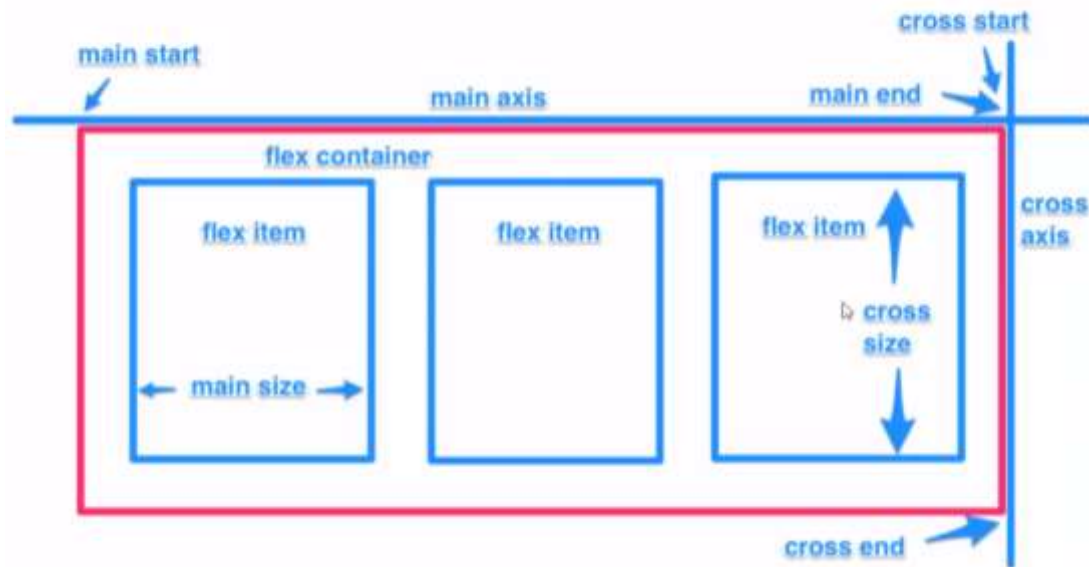 cross start
main start
main axis
main end
flex container
flex item
flex item
flex item
cross
axis
cross
size
main size
cross end